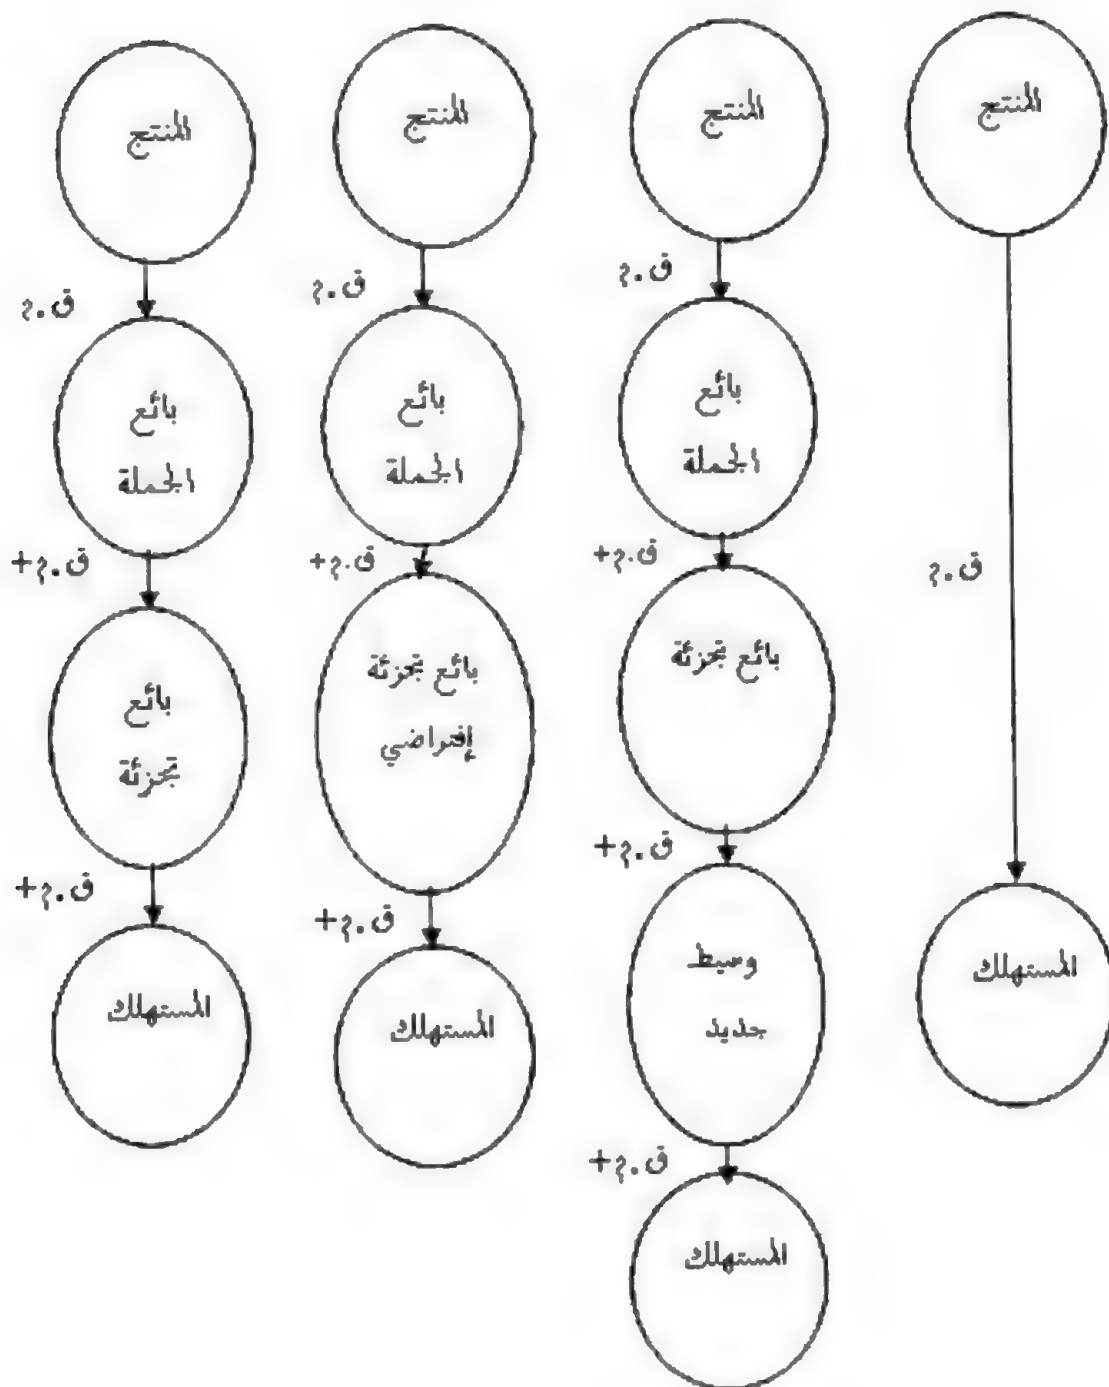 المنتج
ق.م
المستهلك
المنتج
ق.م
بائع
الجملة
ق.م+
بائع تجزئة
ق.م+
وسيط
جديد
ق.م+
المستهلك
المنتج
ق.م
بائع
الجملة
ق.م+
بائع تجزئة
إفتراضي
ق.م+
المستهلك
المنتج
ق.م
بائع
الجملة
ق.م+
بائع
تجزئة
ق.م+
المستهلك